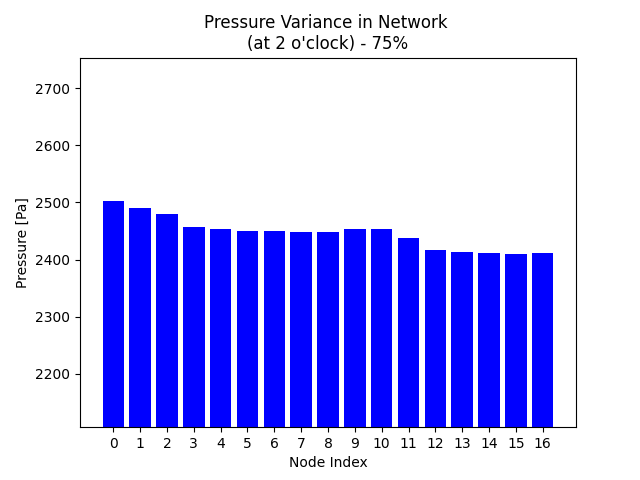 Pressure Variance in Network
(at 2 o'clock) - 75%
2700
2600
2500
2400
2300
2200
Pressure [Pa]
0 1 2 3 4 5 6 7 8 9 10 11 12 13 14 15 16
Node Index